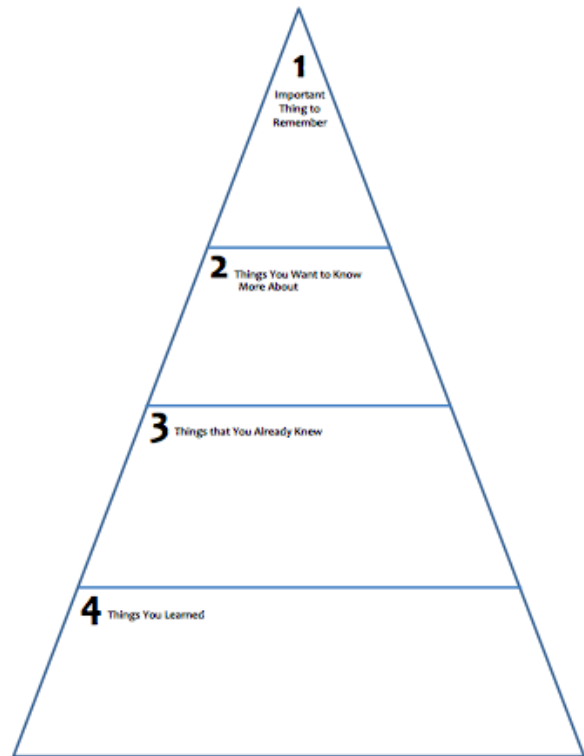 1
Important
Thing to
Remember
2 Things You Want to Know
More About
3 Things that You Already Knew
4 Things You Learned